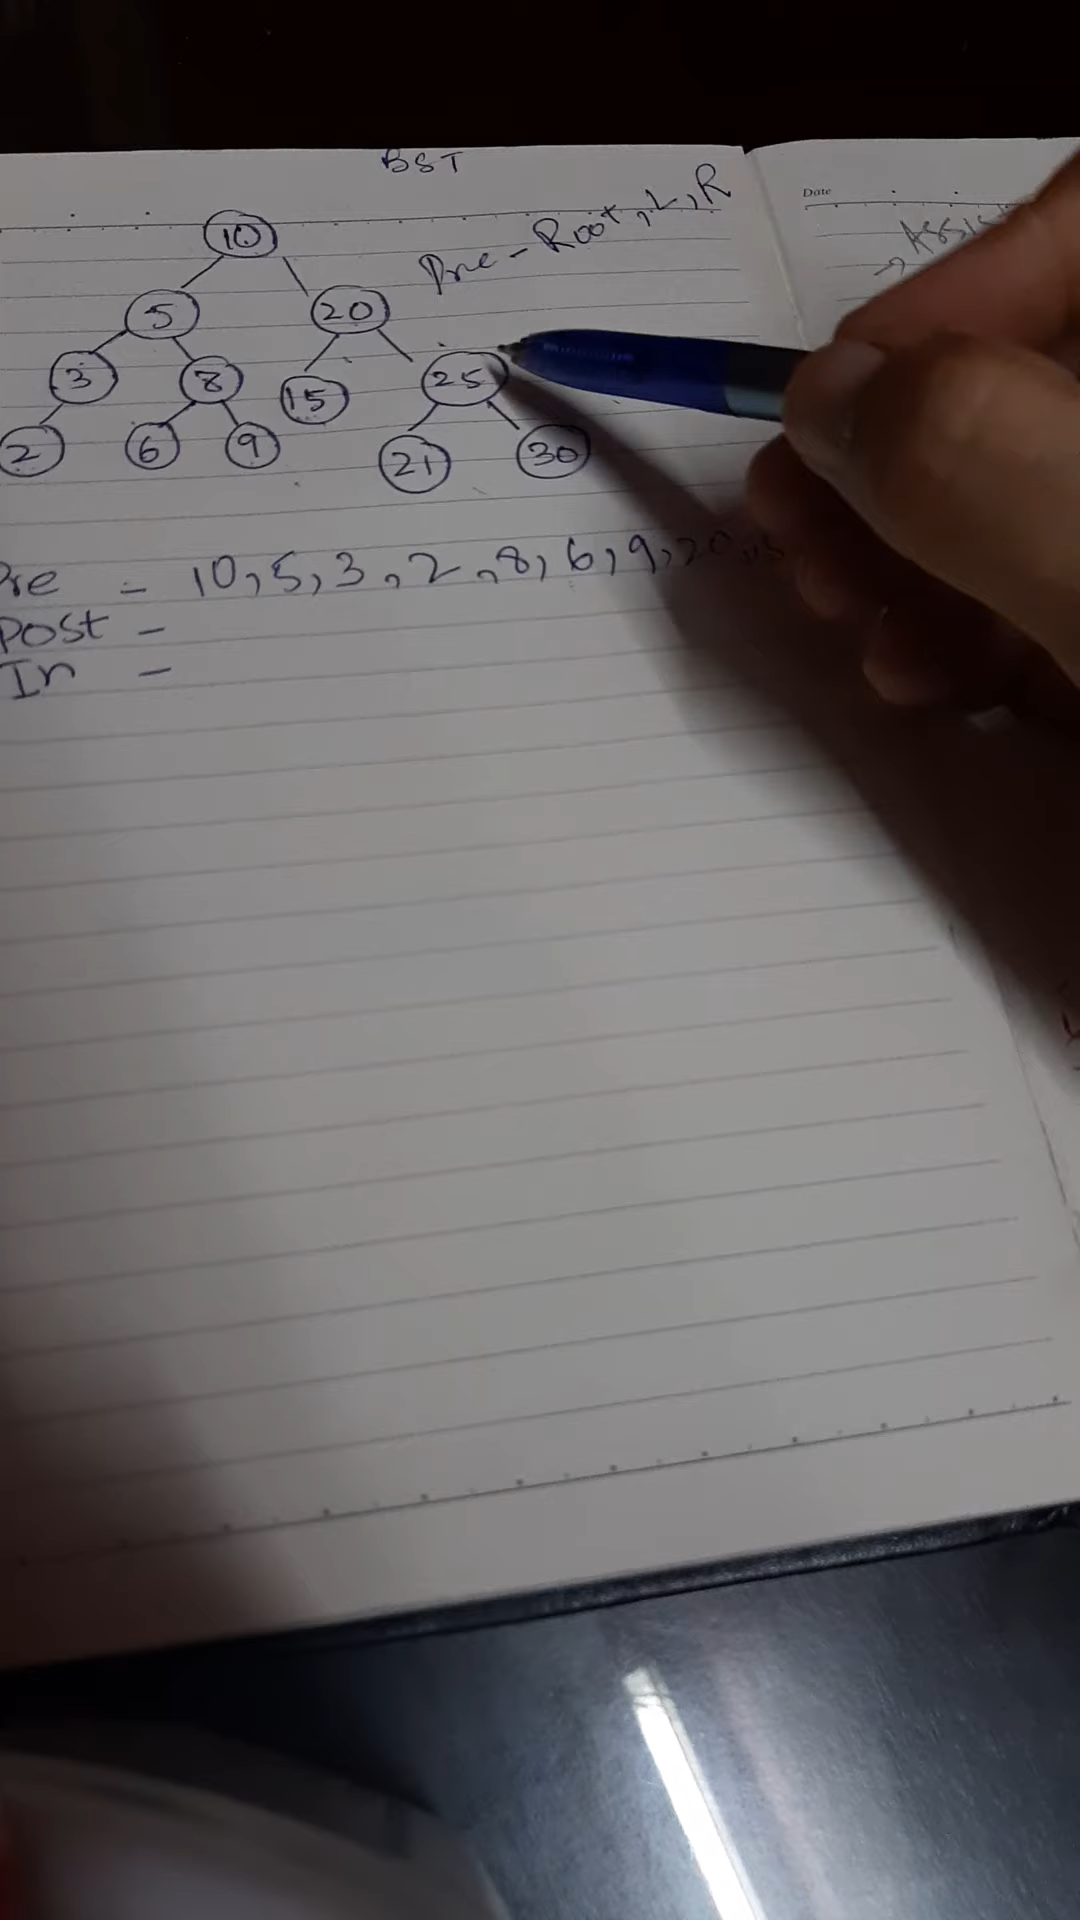 BST
Date
10
Pre - Root, L, R
5 20
3 8 15 25
2 6 9 21 30
Pre - 10, 5, 3, 2, 8, 6, 9, 20,
Post -
In -